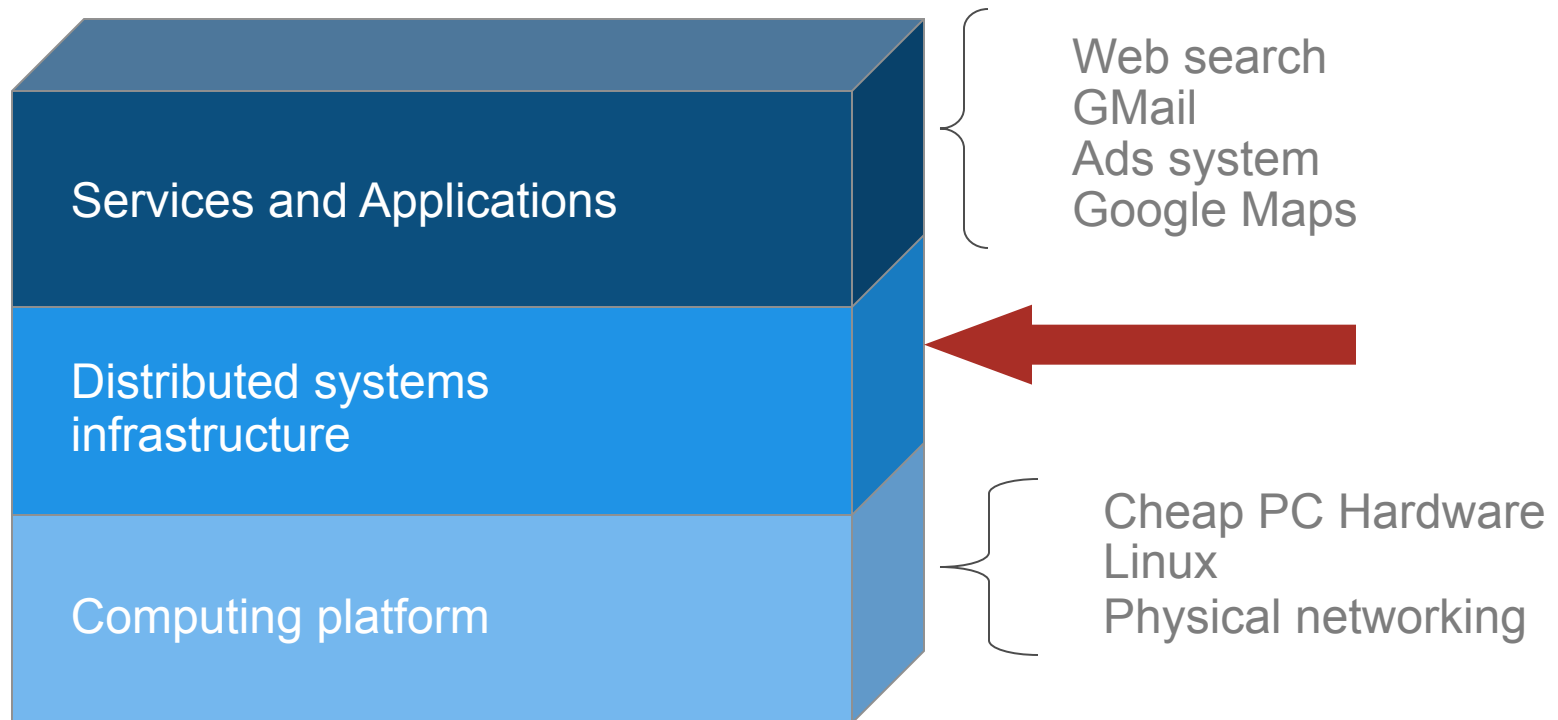 Services and Applications
Web search
GMail
Ads system
Google Maps
Distributed systems
infrastructure
Computing platform
Cheap PC Hardware
Linux
Physical networking